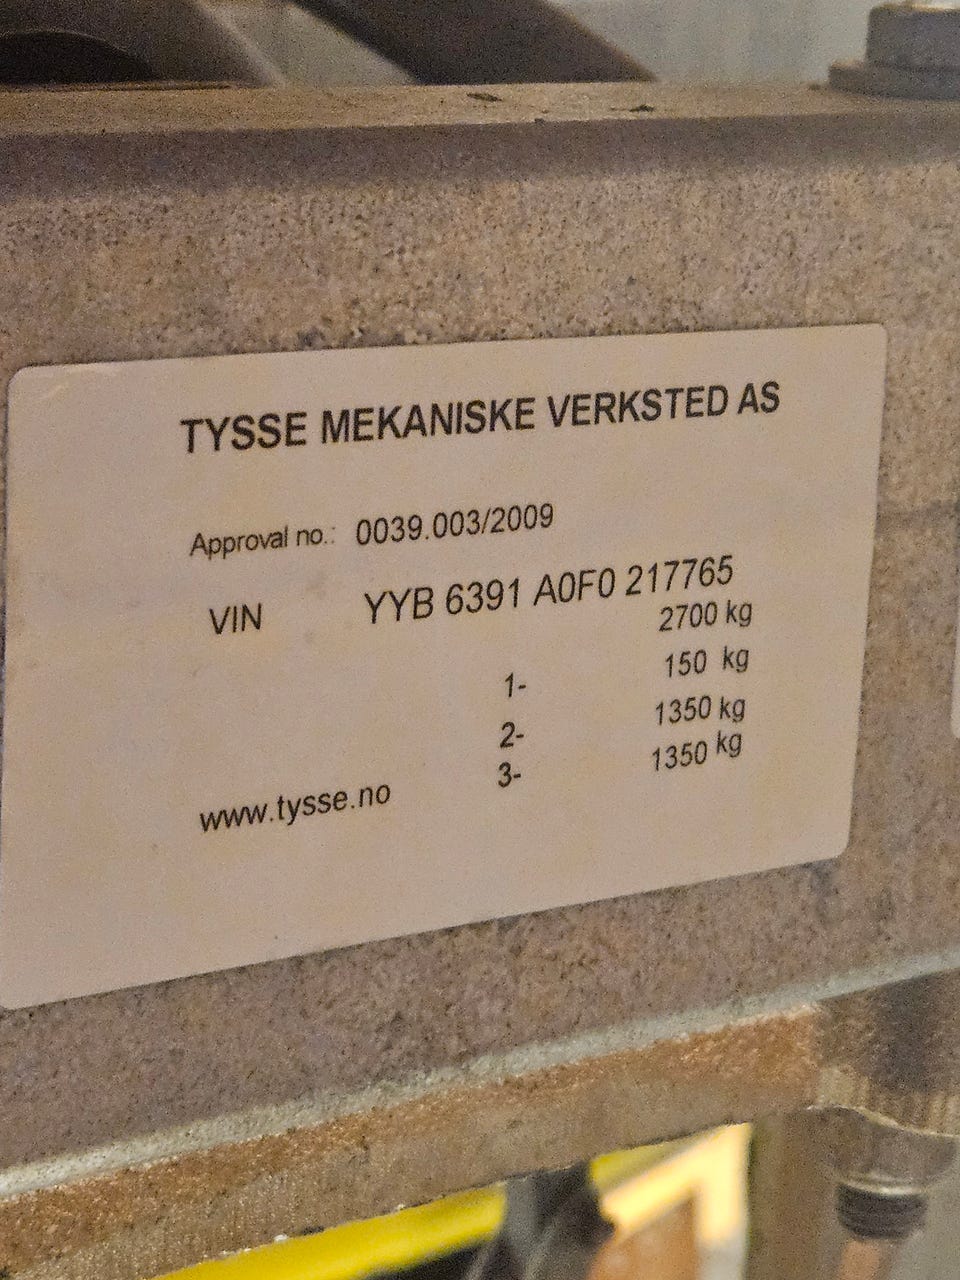 TYSSE MEKANISKE VERKSTED AS
Approval no.: 0039.003/2009
VIN YYB 6391 A0F0 217765
2700 kg
1- 150 kg
2- 1350 kg
3- 1350 kg
www.tysse.no